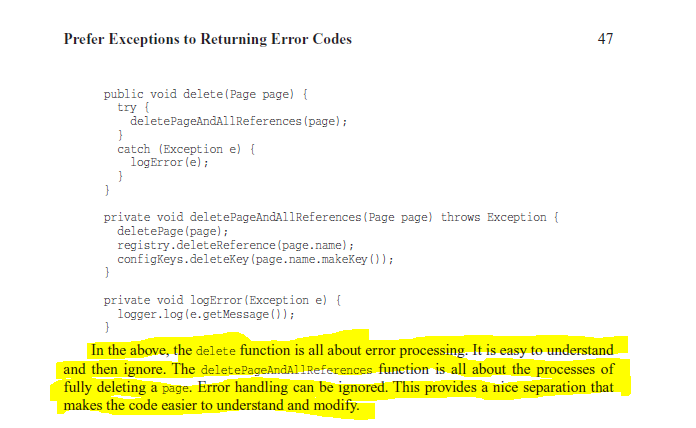 Prefer Exceptions to Returning Error Codes 47
public void delete(Page page) {
try {
deletePageAndAllReferences(page);
}
catch (Exception e) {
logError(e);
}
}
private void deletePageAndAllReferences(Page page) throws Exception {
deletePage(page);
registry.deleteReference(page.name);
configKeys.deleteKey(page.name.makeKey());
}
private void logError(Exception e) {
logger.log(e.getMessage());
}
In the above, the delete function is all about error processing. It is easy to understand
and then ignore. The deletePageAndAllReferences function is all about the processes of
fully deleting a page. Error handling can be ignored. This provides a nice separation that
makes the code easier to understand and modify.